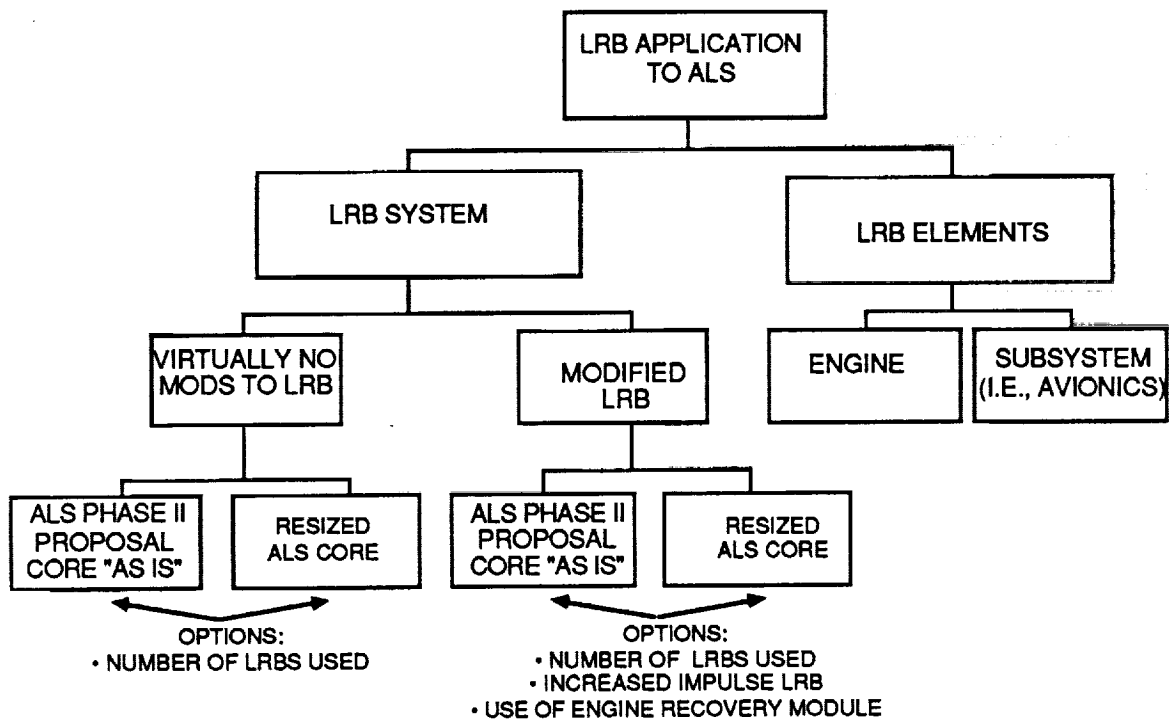 LRB APPLICATION
TO ALS
LRB SYSTEM
LRB ELEMENTS
VIRTUALLY NO
MODS TO LRB
MODIFIED
LRB
ENGINE
SUBSYSTEM
(I.E., AVIONICS)
ALS PHASE II
PROPOSAL
CORE "AS IS"
RESIZED
ALS CORE
ALS PHASE II
PROPOSAL
CORE "AS IS"
RESIZED
ALS CORE
OPTIONS:
• NUMBER OF LRBS USED
OPTIONS:
• NUMBER OF LRBS USED
• INCREASED IMPULSE LRB
• USE OF ENGINE RECOVERY MODULE